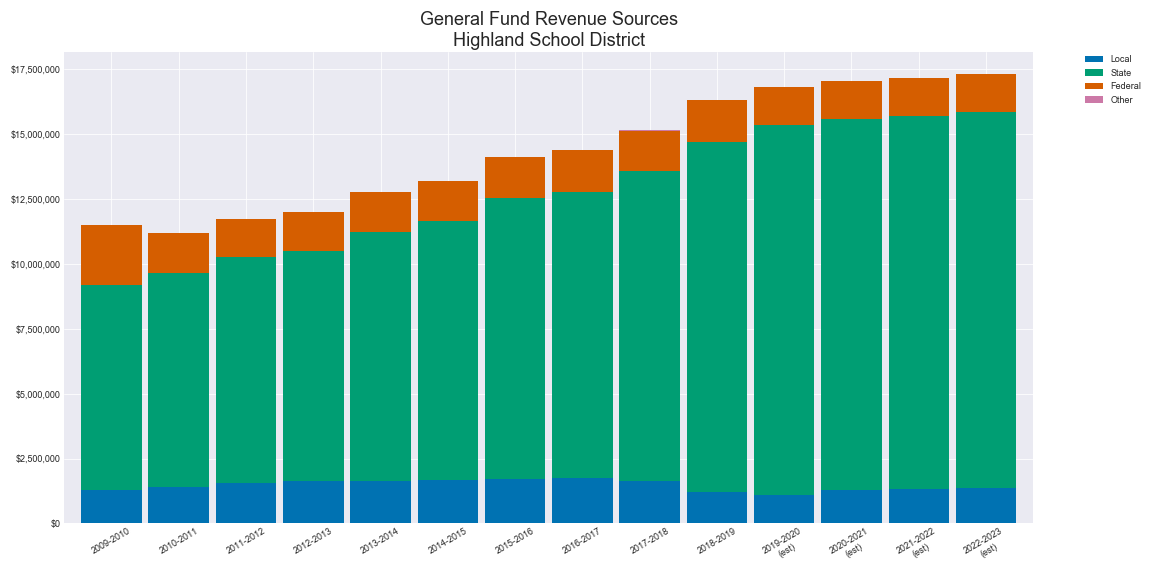 General Fund Revenue Sources
Highland School District
$17,500,000
$15,000,000
$12,500,000
$10,000,000
$7,500,000
$5,000,000
$2,500,000
$0
2009-2010
2010-2011
2011-2012
2012-2013
2013-2014
2014-2015
2015-2016
2016-2017
2017-2018
2018-2019
2019-2020
(est)
2020-2021
(est)
2021-2022
(est)
2022-2023
(est)
Local
State
Federal
Other